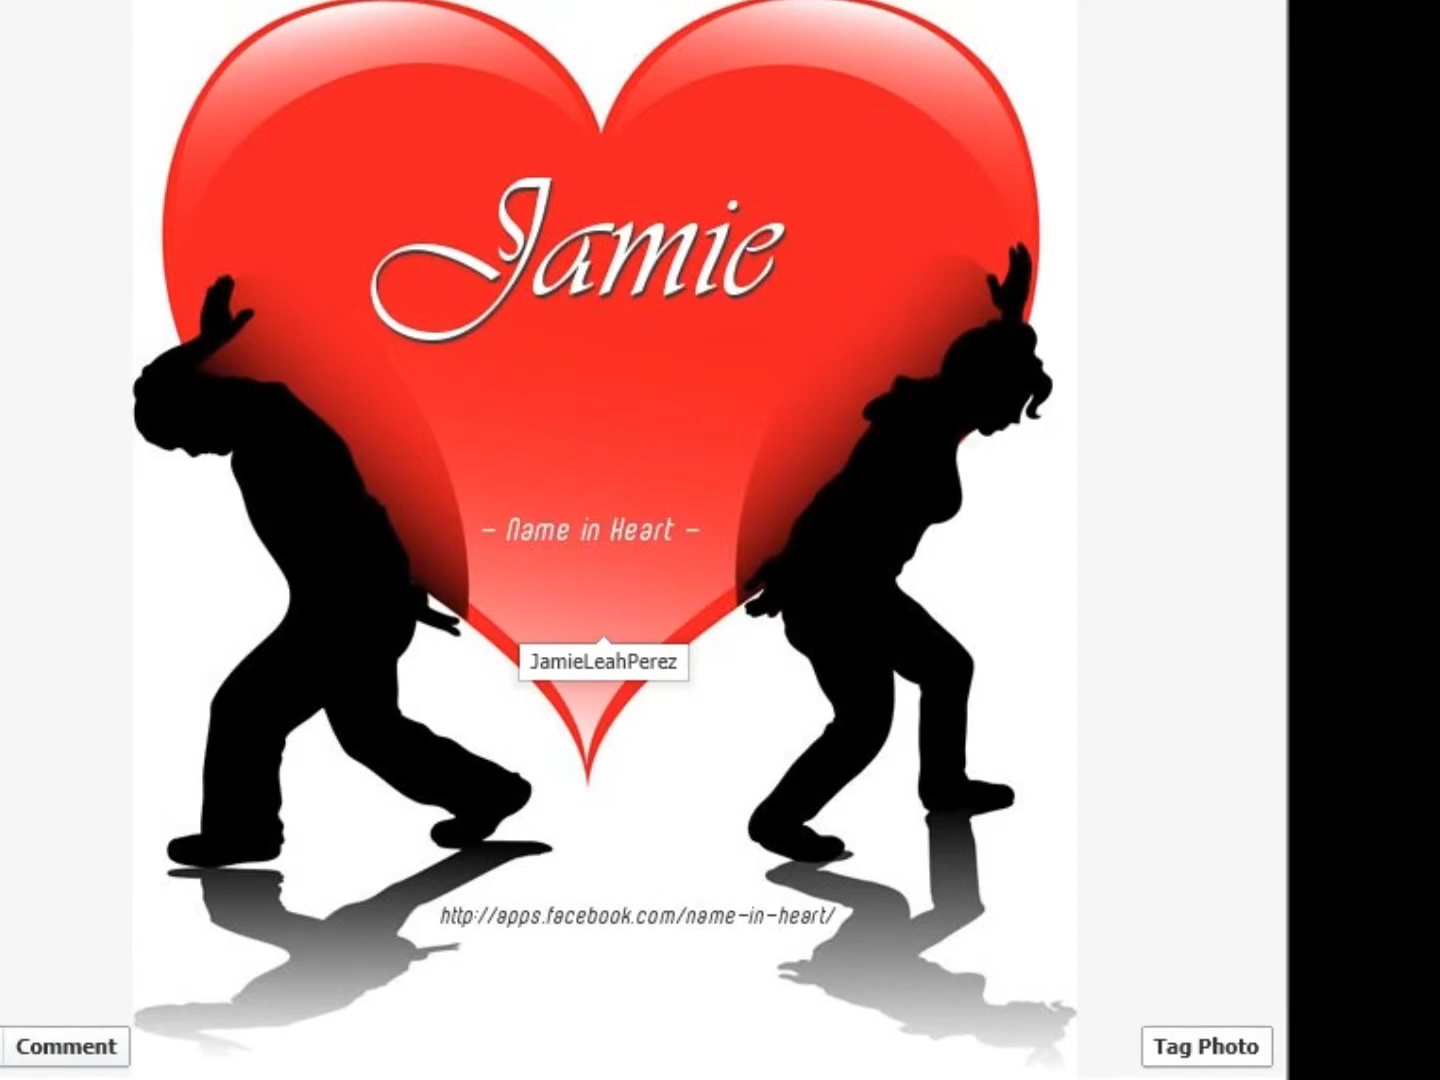 Jamie
- Name in Heart -
JamieLeahPerez
http://apps.facebook.com/name-in-heart/
Comment
Tag Photo